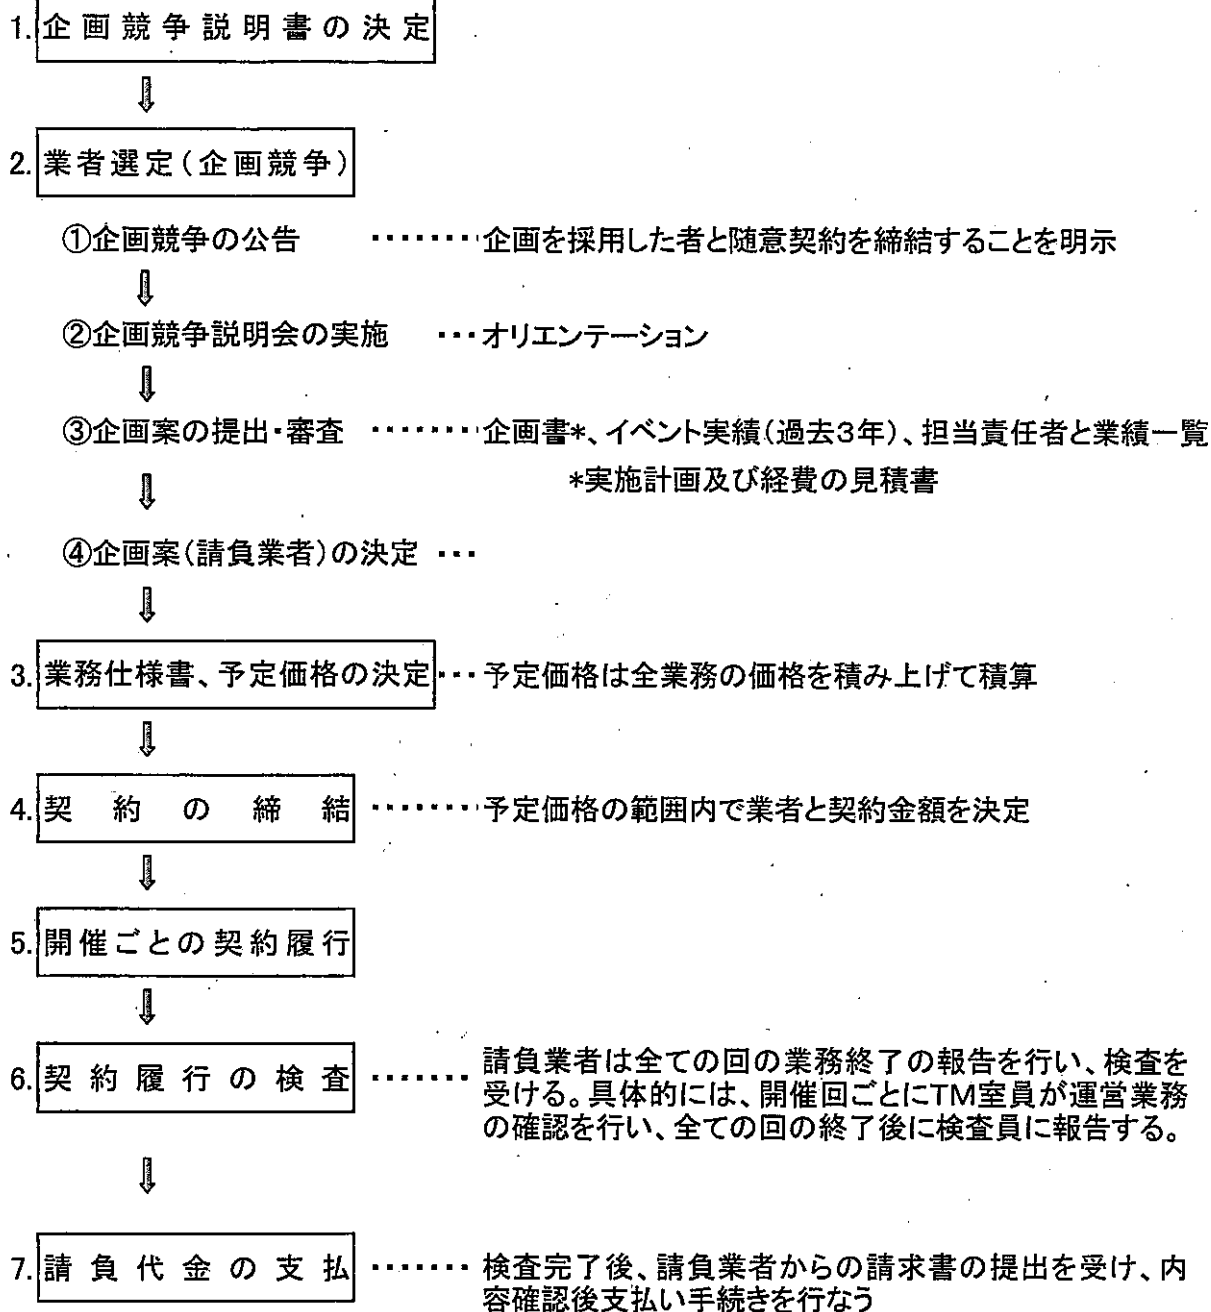 1. 企画競争説明書の決定
2. 業者選定(企画競争)
①企画競争の公告 ・・・・・・・・企画を採用した者と随意契約を締結することを明示
②企画競争説明会の実施 ・・・オリエンテーション
③企画案の提出・審査 ・・・・・・・・企画書*、イベント実績(過去3年)、担当責任者と業績一覧
*実施計画及び経費の見積書
④企画案(請負業者)の決定 ・・・
3. 業務仕様書、予定価格の決定・・・予定価格は全業務の価格を積み上げて積算
4. 契約の締結 ・・・・・・・・予定価格の範囲内で業者と契約金額を決定
5. 開催ごとの契約履行
6. 契約履行の検査 ・・・・・・・ 請負業者は全ての回の業務終了の報告を行い、検査を
受ける。具体的には、開催回ごとにTM室員が運営業務
の確認を行い、全ての回の終了後に検査員に報告する。
7. 請負代金の支払 ・・・・・・・ 検査完了後、請負業者からの請求書の提出を受け、内
容確認後支払い手続きを行なう